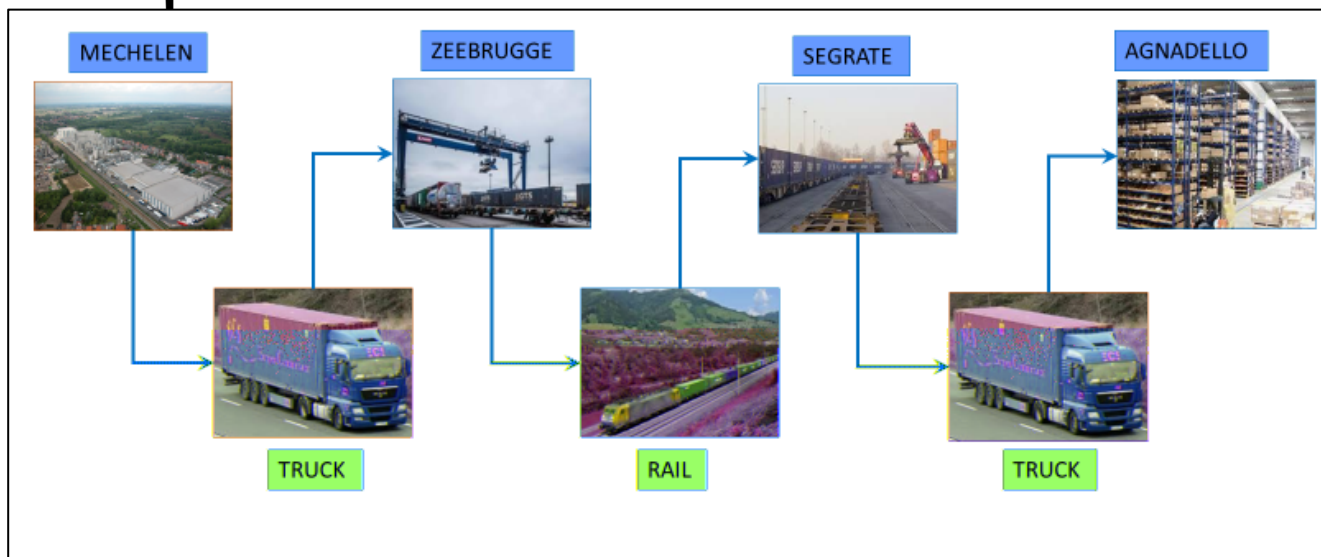 MECHELEN
ZEEBRUGGE
SEGRATE
AGNADELLO
TRUCK
RAIL
TRUCK